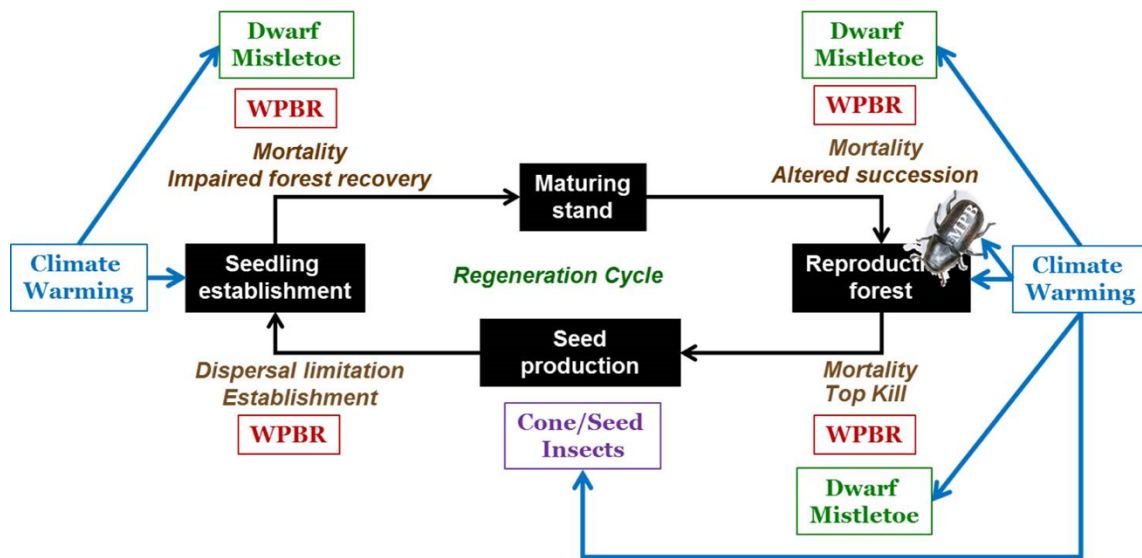 Dwarf
Mistletoe
WPBR
Mortality
Impaired forest recovery
Dwarf
Mistletoe
WPBR
Mortality
Altered succession
Maturing
stand
MPB
Climate
Warming
Seedling
establishment
Regeneration Cycle
Reproducti
forest
Climate
Warming
Seed
production
Dispersal limitation
Establishment
WPBR
Cone/Seed
Insects
Mortality
Top Kill
WPBR
Dwarf
Mistletoe